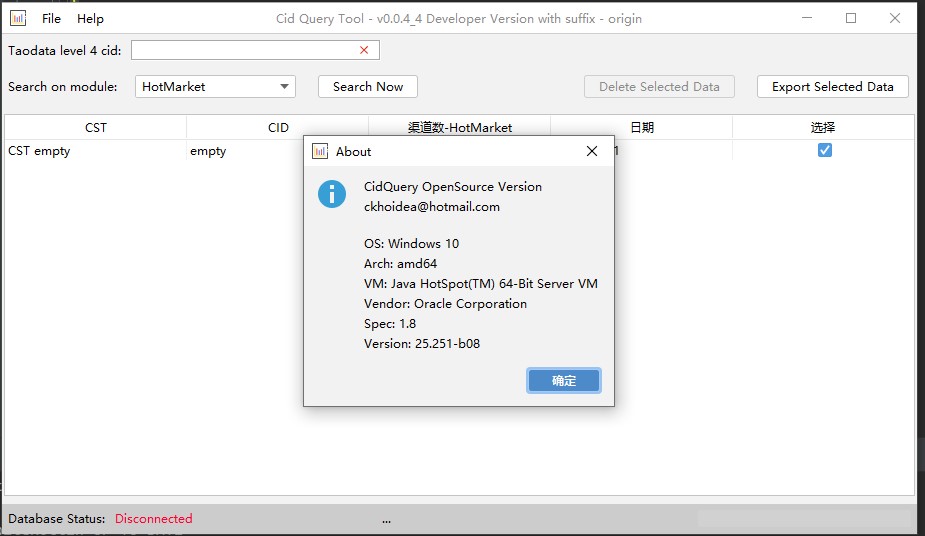 File Help Cid Query Tool - v0.0.4_4 Developer Version with suffix - origin
Taodata level 4 cid:
Search on module: HotMarket Search Now Delete Selected Data Export Selected Data
CST CID 渠道数-HotMarket 日期 选择
CST empty empty 1
About
CidQuery OpenSource Version
ckhoidea@hotmail.com
OS: Windows 10
Arch: amd64
VM: Java HotSpot(TM) 64-Bit Server VM
Vendor: Oracle Corporation
Spec: 1.8
Version: 25.251-b08
确定
Database Status: Disconnected ...